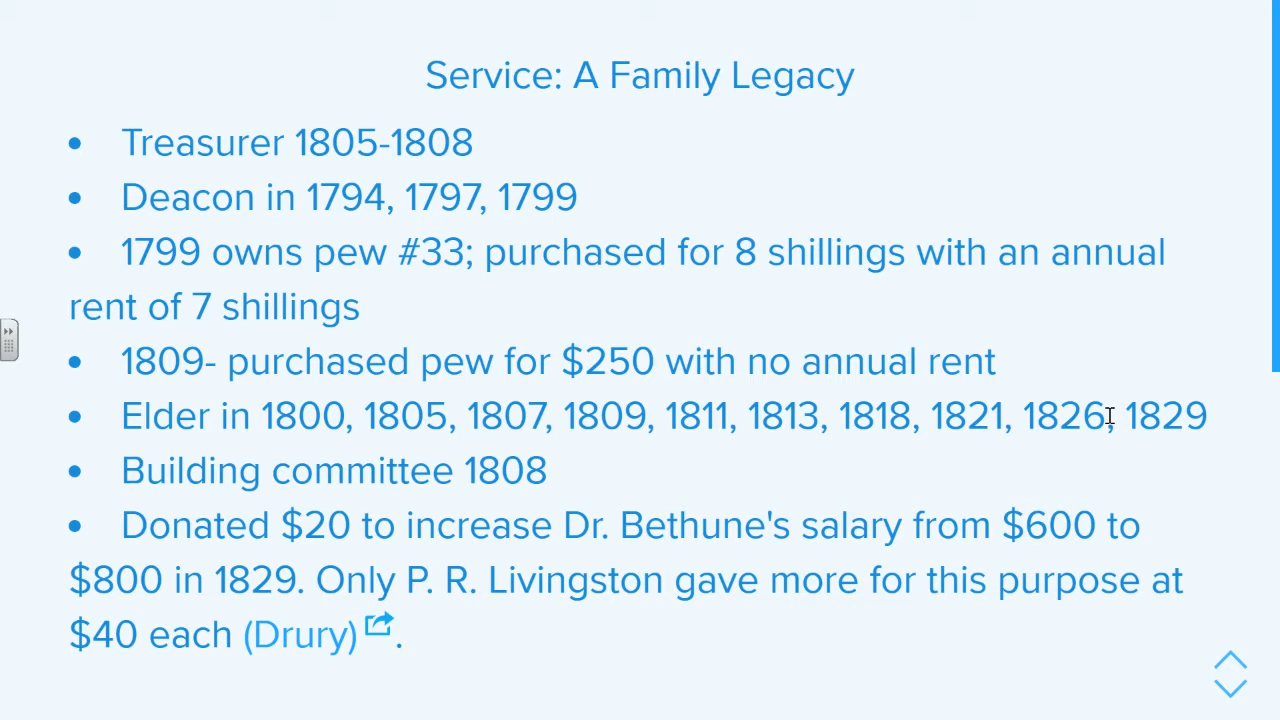 Service: A Family Legacy
• Treasurer 1805-1808
• Deacon in 1794, 1797, 1799
• 1799 owns pew #33; purchased for 8 shillings with an annual
rent of 7 shillings
• 1809- purchased pew for $250 with no annual rent
• Elder in 1800, 1805, 1807, 1809, 1811, 1813, 1818, 1821, 1826, 1829
• Building committee 1808
• Donated $20 to increase Dr. Bethune's salary from $600 to
$800 in 1829. Only P. R. Livingston gave more for this purpose at
$40 each (Drury).